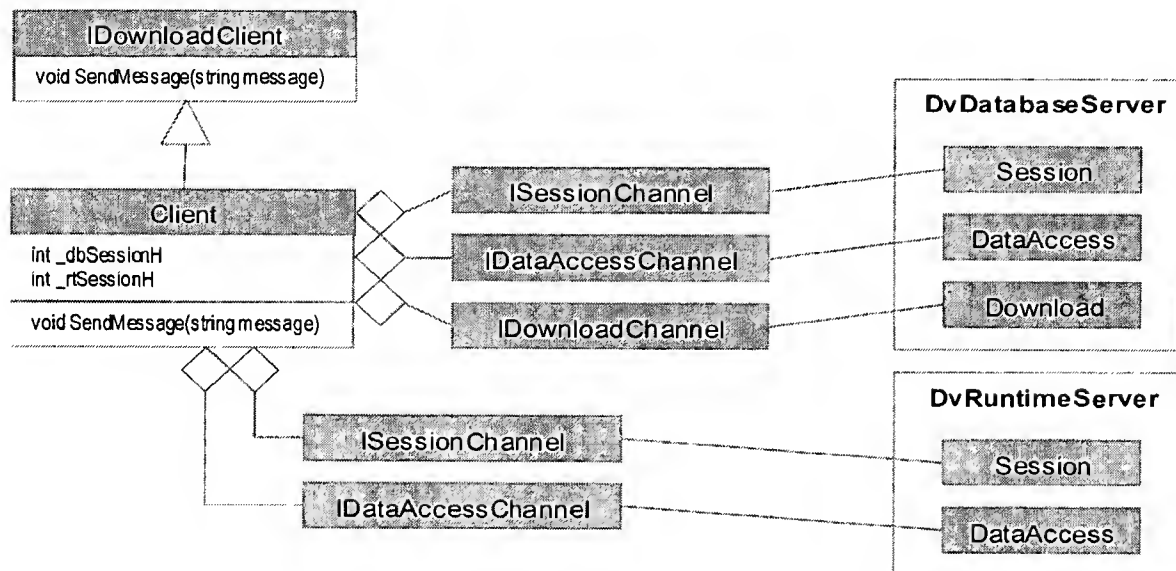 IDownloadClient
void SendMessage(string message)
Client
int _dbSessionH
int _rtSessionH
void SendMessage(string message)
ISessionChannel
IDataAccessChannel
IDownloadChannel
DvDatabaseServer
Session
DataAccess
Download
ISessionChannel
IDataAccessChannel
DvRuntimeServer
Session
DataAccess